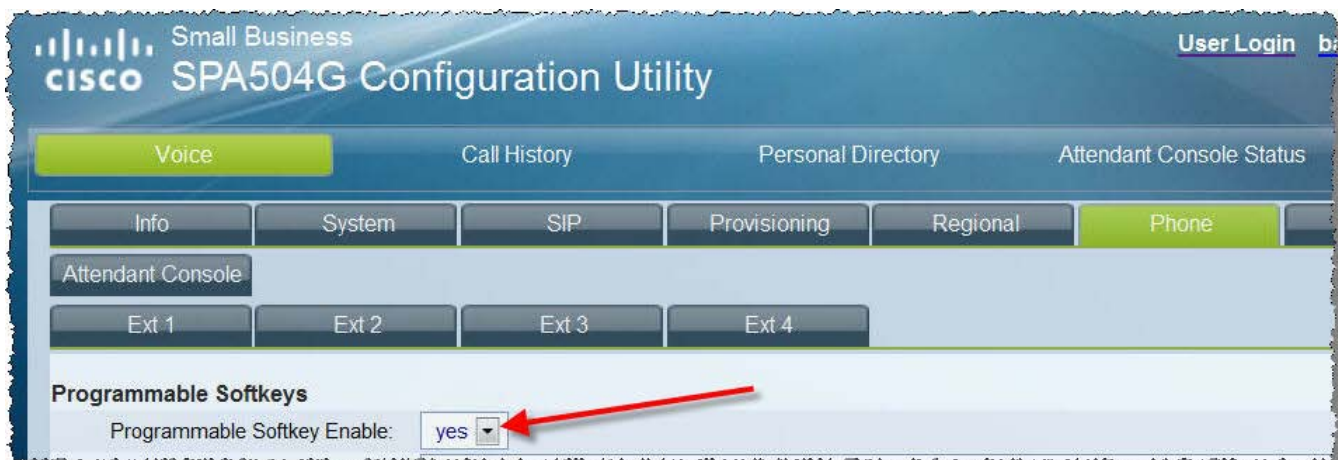 Small Business
CISCO SPA504G Configuration Utility
User Login
Voice Call History Personal Directory Attendant Console Status
Info System SIP Provisioning Regional Phone
Attendant Console
Ext 1 Ext 2 Ext 3 Ext 4
Programmable Softkeys
Programmable Softkey Enable: yes